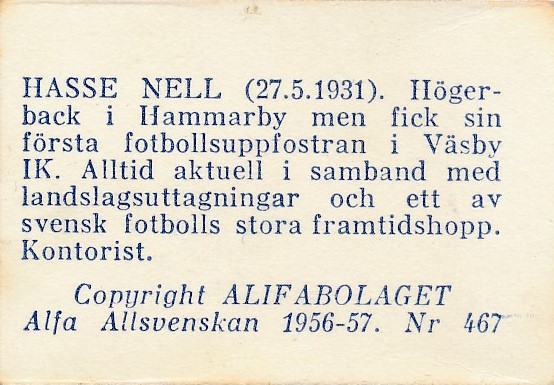 HASSE NELL (27.5.1931). Höger-
back i Hammarby men fick sin
första fotbollsuppfostran i Väsby
IK. Alltid aktuell i samband med
landslagsuttagningar och ett av
svensk fotbolls stora framtidshopp.
Kontorist.
Copyright ALIFABOLAGET
Alfa Allsvenskan 1956-57. Nr 467